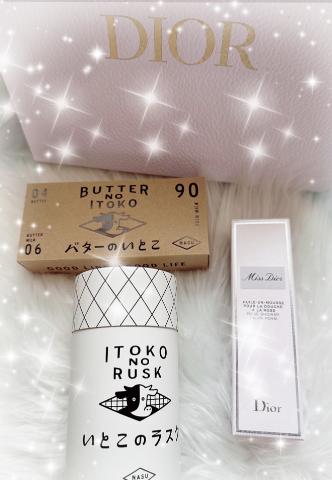 DIOR
04
BUTTER
BUTTER
NO
ITOKO
90
BUTTER
MILK
06
バターのいとこ
NASU
ITOKO
NO
RUSK
いとこのラスク
NASU
Miss Dior
HUILE-EN-MOUSSE
POUR LA DOUCHE
À LA ROSE
Dior